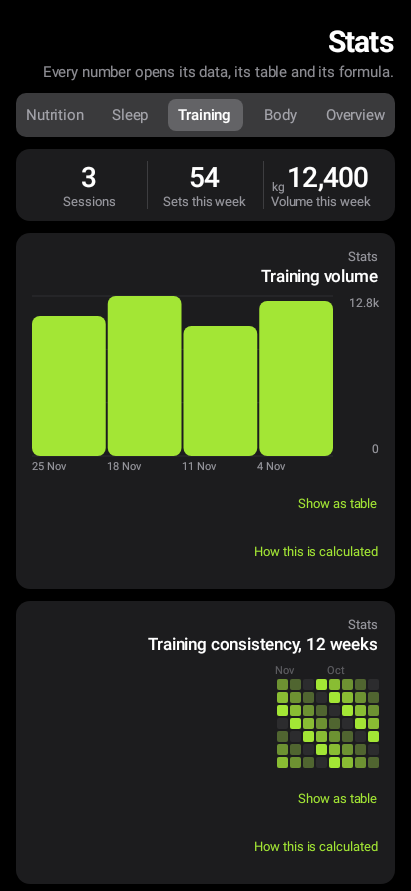 Stats
Every number opens its data, its table and its formula.
Nutrition Sleep Training Body Overview
3 54 kg 12,400
Sessions Sets this week Volume this week
Stats
Training volume
12.8k
0
25 Nov 18 Nov 11 Nov 4 Nov
Show as table
How this is calculated
Stats
Training consistency, 12 weeks
Nov Oct
Show as table
How this is calculated